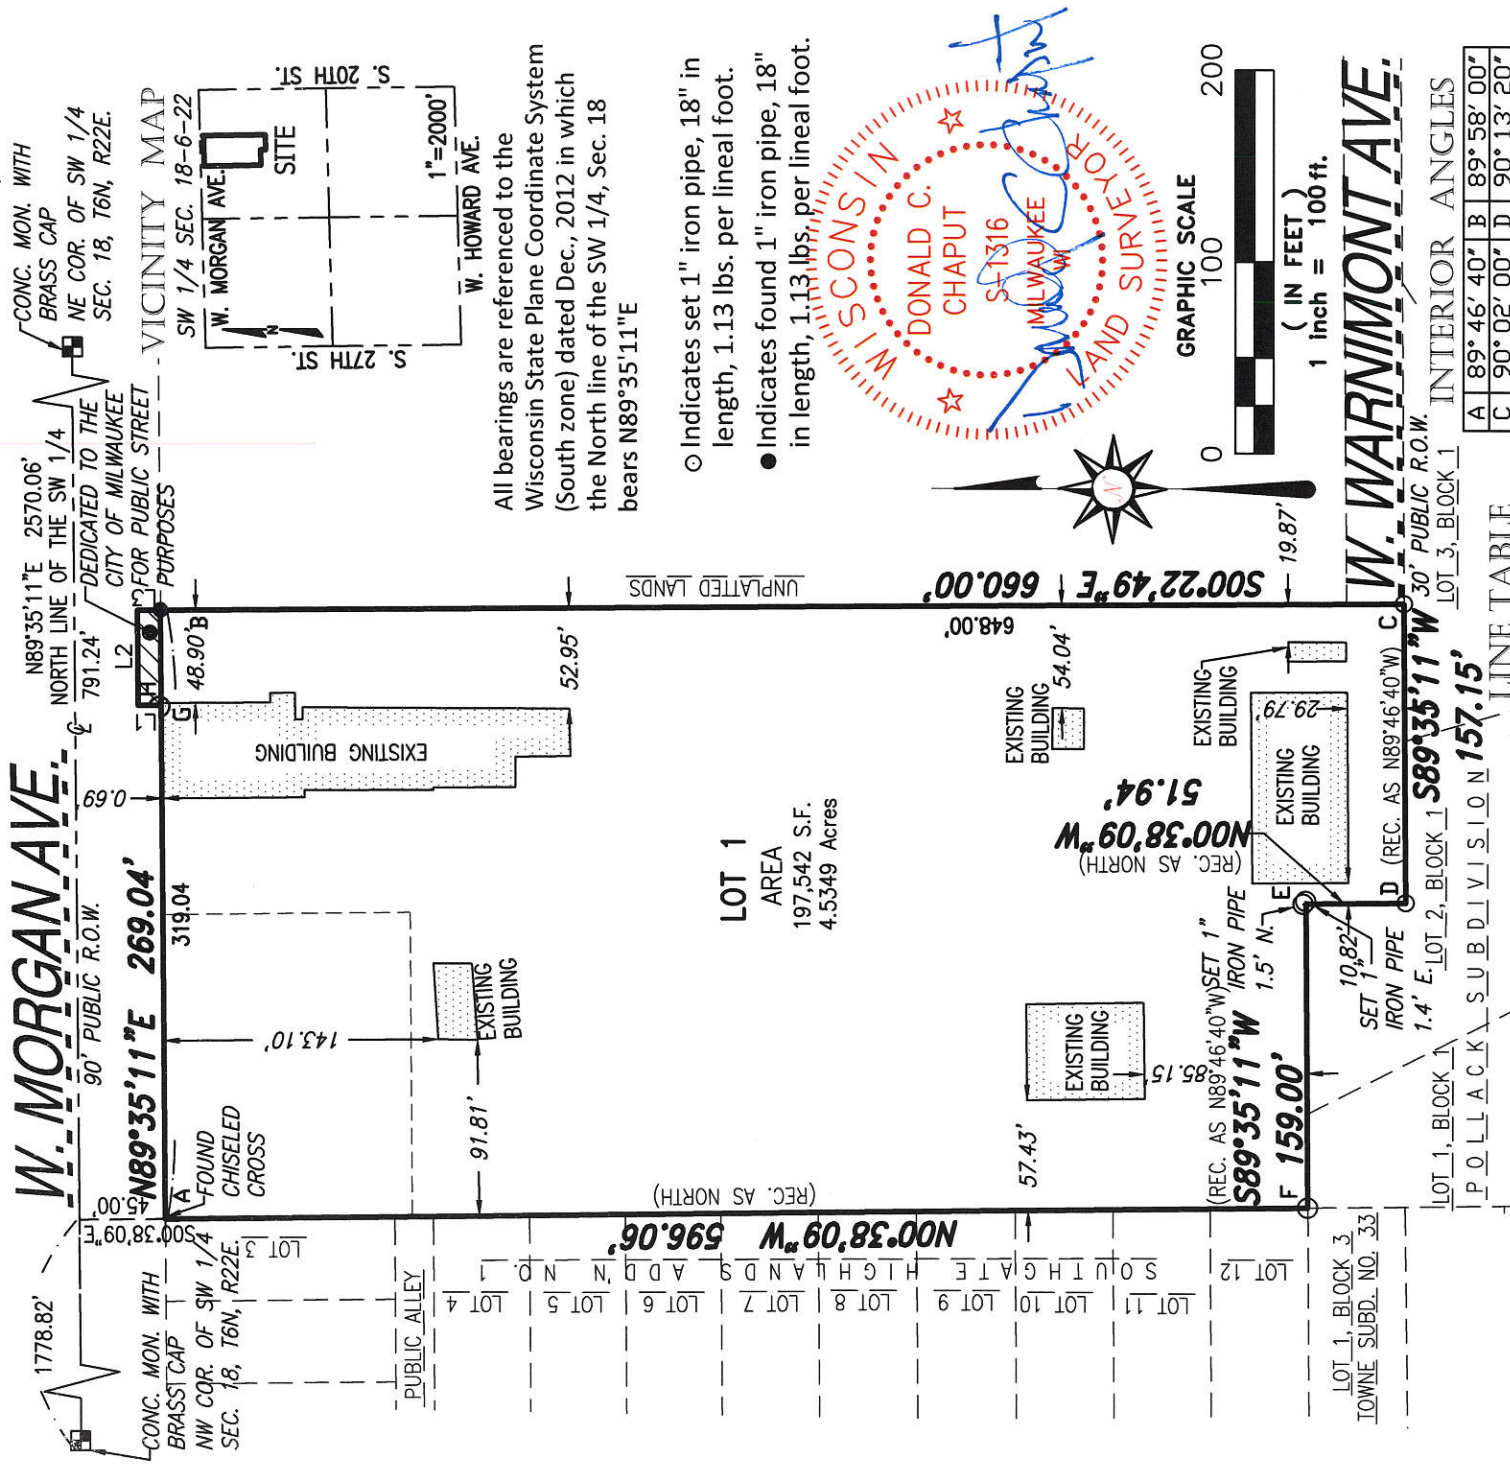 W. MORGAN AVE.
90' PUBLIC R.O.W.
N89°35'11"E 269.04'
319.04
1778.82'
CONC. MON. WITH
BRASS CAP
NW COR. OF SW 1/4
SEC. 18, T6N, R22E.
45.00'
S00°38'09"E
A
FOUND
CHISELED
CROSS
N89°35'11"E 2570.06'
NORTH LINE OF THE SW 1/4
791.24'
DEDICATED TO THE
CITY OF MILWAUKEE
FOR PUBLIC STREET
PURPOSES
CONC. MON. WITH
BRASS CAP
NE COR. OF SW 1/4
SEC. 18, T6N, R22E.
L1
L2
L3
H
G
B
48.90'
0.69'
EXISTING BUILDING
52.95'
143.10'
91.81'
EXISTING
BUILDING
LOT 1
AREA
197,542 S.F.
4.5349 Acres
UNPLATTED LANDS
S00°22'49"E 660.00'
648.00'
EXISTING
BUILDING
54.04'
EXISTING
BUILDING
19.87'
EXISTING
BUILDING
29.79'
N00°38'09"W
51.94'
(REC. AS NORTH)
EXISTING
BUILDING
57.43'
85.15'
N00°38'09"W 596.06'
(REC. AS NORTH)
(REC. AS N89°46'40"W)
S89°35'11"W
159.00'
F
E
SET 1"
IRON PIPE
1.5' N.
10.82'
SET 1"
IRON PIPE
1.4' E.
D
(REC. AS N89°46'40"W)
C
S89°35'11"W
157.15'
LOT 3
PUBLIC ALLEY
LOT 4
LOT 5
LOT 6
LOT 7
LOT 8
LOT 9
LOT 10
LOT 11
LOT 12
SOUTHGATE HIGHLANDS ADD'N NO. 1
LOT 1, BLOCK 3
TOWNE SUBD. NO. 33
LOT 1, BLOCK 1
LOT 2, BLOCK 1
POLLACK SUBDIVISION
LOT 3, BLOCK 1
W. WARNIMONT AVE.
30' PUBLIC R.O.W.
VICINITY MAP
SW 1/4 SEC. 18-6-22
W. MORGAN AVE.
S. 20TH ST.
S. 27TH ST.
W. HOWARD AVE.
SITE
N
1"=2000'
All bearings are referenced to the
Wisconsin State Plane Coordinate System
(South zone) dated Dec., 2012 in which
the North line of the SW 1/4, Sec. 18
bears N89°35'11"E
Indicates set 1" iron pipe, 18" in
length, 1.13 lbs. per lineal foot.
Indicates found 1" iron pipe, 18"
in length, 1.13 lbs. per lineal foot.
WISCONSIN
DONALD C.
CHAPUT
S-1316
MILWAUKEE
WI
LAND SURVEYOR
N
GRAPHIC SCALE
0 100 200
( IN FEET )
1 inch = 100 ft.
INTERIOR ANGLES
A 89° 46' 40" B 89° 58' 00"
C 90° 02' 00" D 90° 13' 20"
LINE TABLE